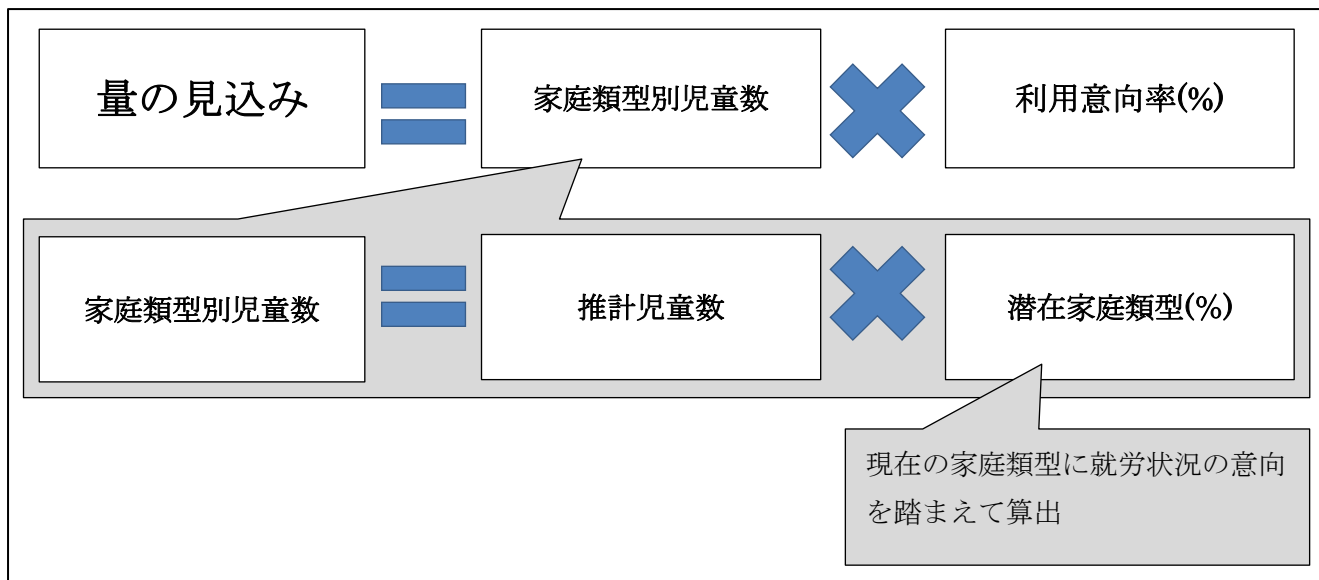 量の見込み
家庭類型別児童数
利用意向率(%)
家庭類型別児童数
推計児童数
潜在家庭類型(%)
現在の家庭類型に就労状況の意向
を踏まえて算出